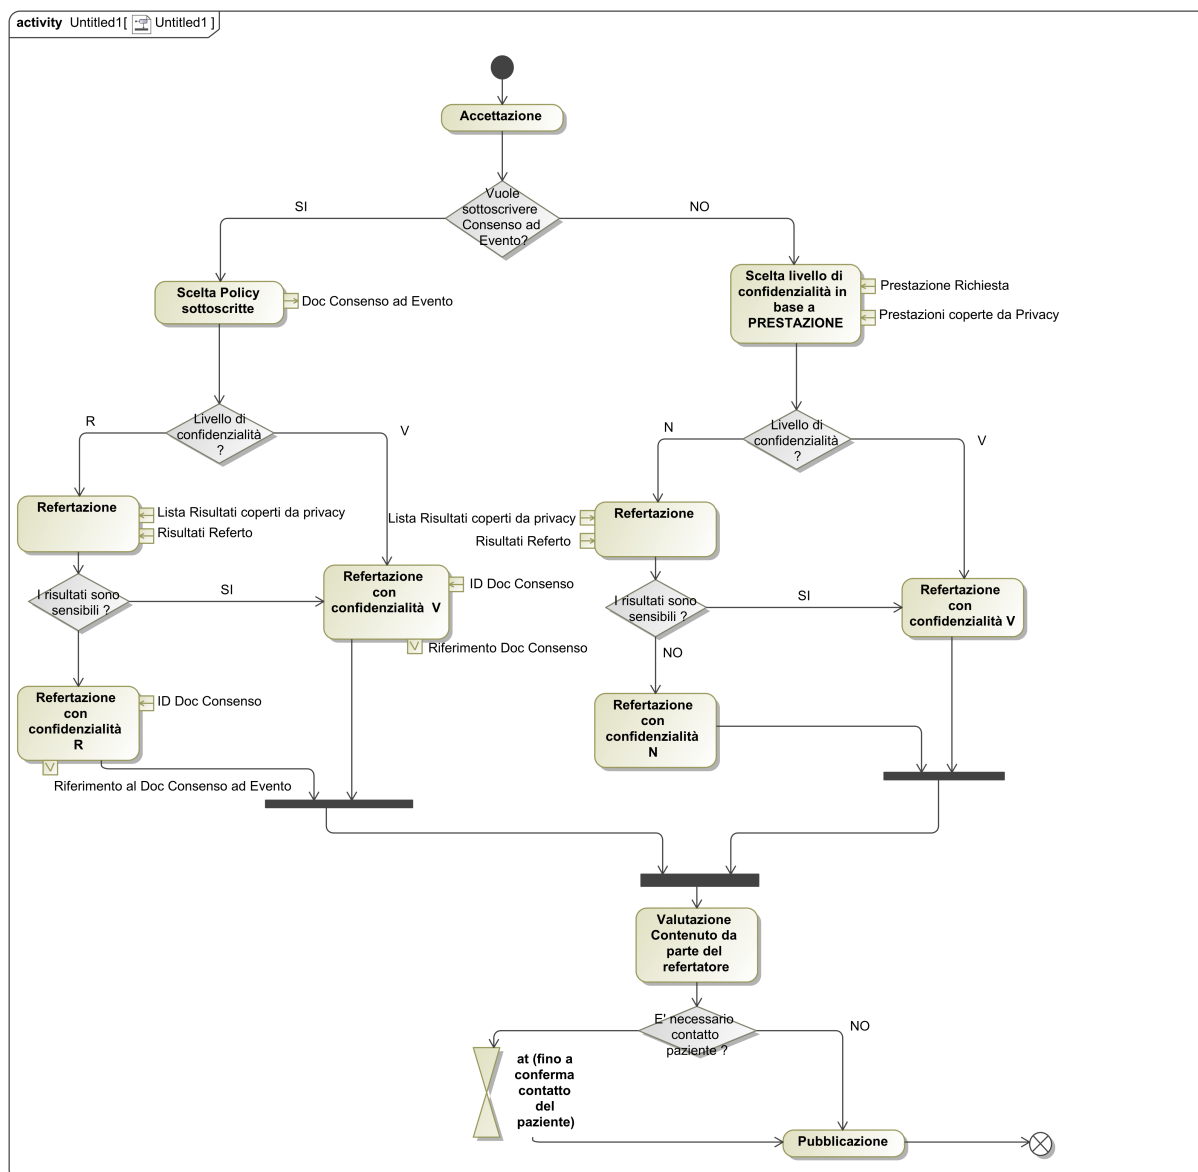 activity Untitled1[ Untitled1 ]
Accettazione
Vuole
sottoscrivere
Consenso ad
Evento?
SI
NO
Scelta Policy
sottoscritte
Doc Consenso ad Evento
Scelta livello di
confidenzialità in
base a
PRESTAZIONE
Prestazione Richiesta
Prestazioni coperte da Privacy
Livello di
confidenzialità
?
R
V
Livello di
confidenzialità
?
N
V
Refertazione
Lista Risultati coperti da privacy
Risultati Referto
Lista Risultati coperti da privacy
Risultati Referto
Refertazione
I risultati sono
sensibili ?
SI
Refertazione
con
confidenzialità V
ID Doc Consenso
Riferimento Doc Consenso
I risultati sono
sensibili ?
SI
NO
Refertazione
con
confidenzialità V
Refertazione
con
confidenzialità
R
ID Doc Consenso
Riferimento al Doc Consenso ad Evento
Refertazione
con
confidenzialità
N
Valutazione
Contenuto da
parte del
refertatore
E' necessario
contatto
paziente ?
NO
at (fino a
conferma
contatto
del
paziente)
Pubblicazione